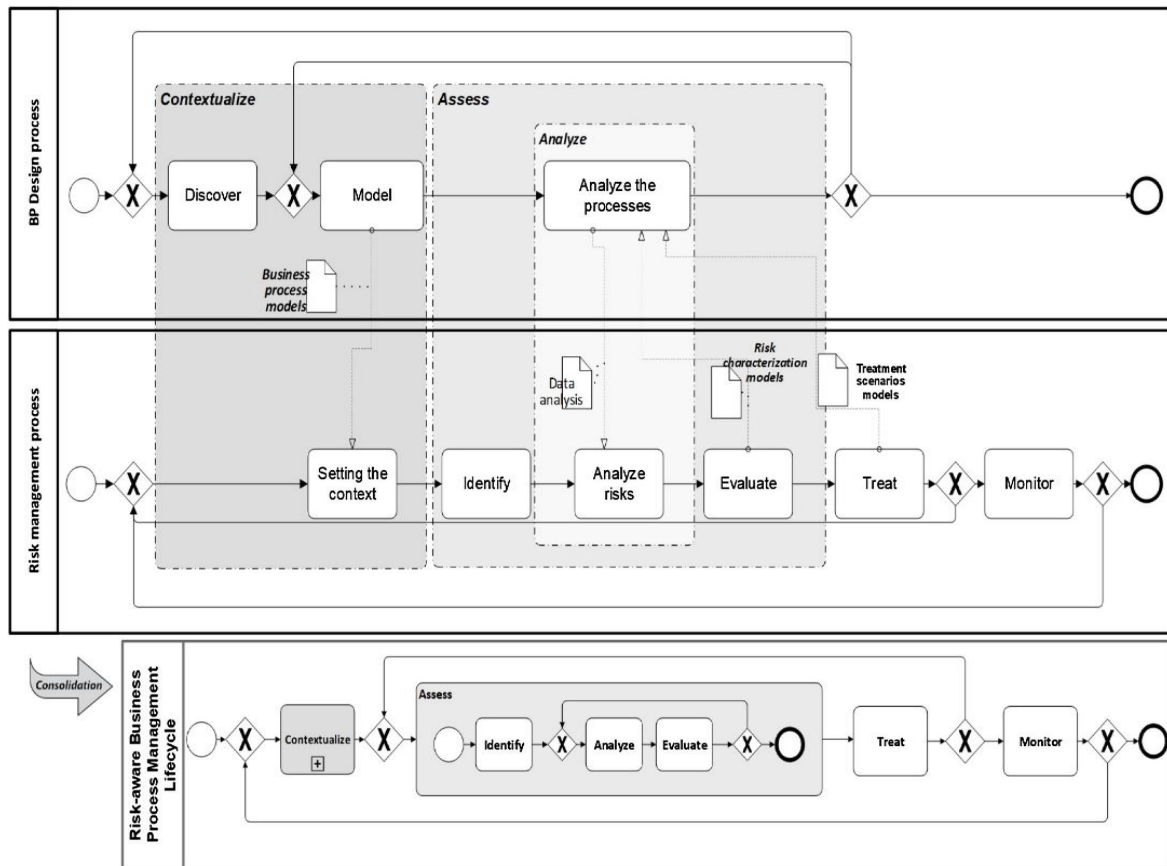 BP Design process
Contextualize
Assess
Analyze
X
Discover
X
Model
Analyze the
processes
X
Business
process
models
Risk management process
Data
analysis
Risk
characterization
models
Treatment
scenarios
models
X
Setting the
context
Identify
Analyze
risks
Evaluate
Treat
X
Monitor
X
Consolidation
Risk-aware Business
Process Management
Lifecycle
X
Contextualize
+
X
Assess
Identify
X
Analyze
Evaluate
X
Treat
X
Monitor
X